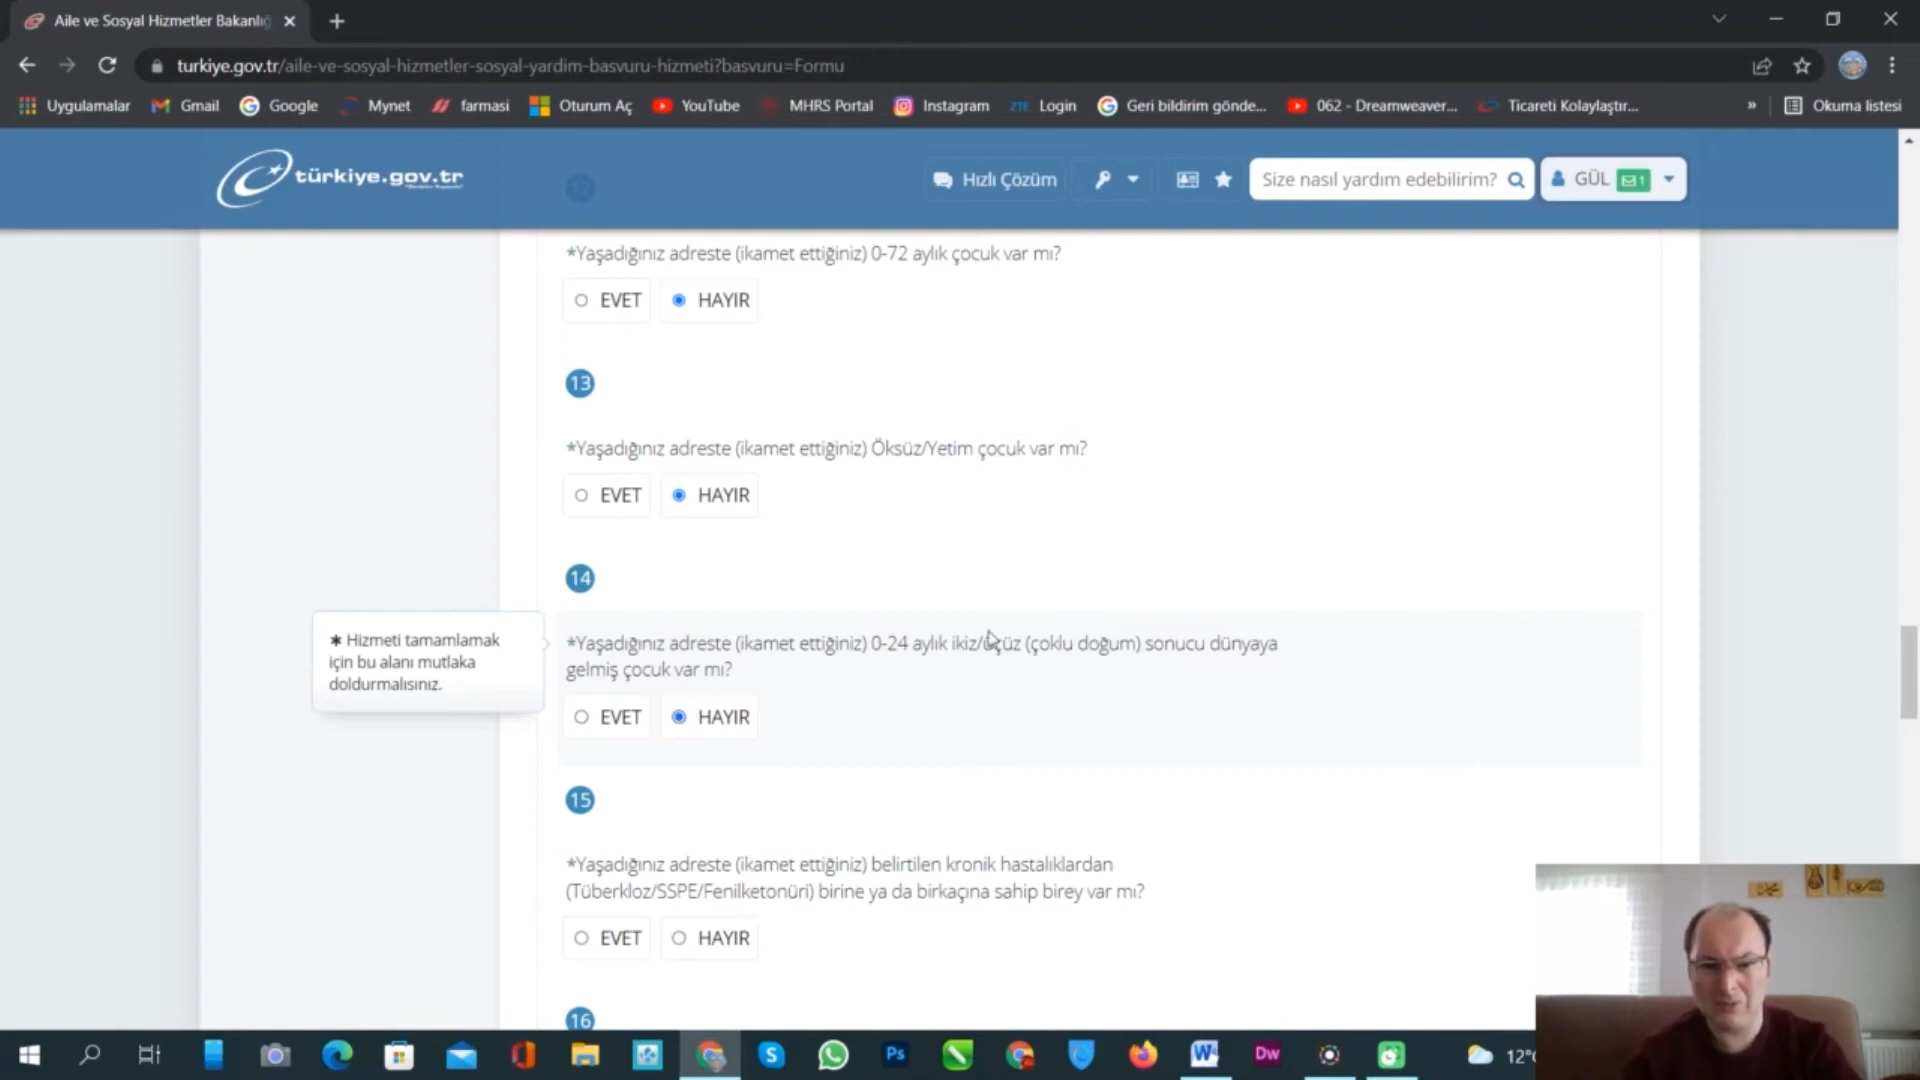 Aile ve Sosyal Hizmetler Bakanlığ
turkiye.gov.tr/aile-ve-sosyal-hizmetler-sosyal-yardim-basvuru-hizmeti?basvuru=Formu
Uygulamalar Gmail Google Mynet farmasi Oturum Aç YouTube MHRS Portal Instagram ZTE Login Geri bildirim gönde... 062 - Dreamweaver... Ticareti Kolaylaştır... » Okuma listesi
türkiye.gov.tr 12 Hızlı Çözüm Size nasıl yardım edebilirim? GÜL 1
*Yaşadığınız adreste (ikamet ettiğiniz) 0-72 aylık çocuk var mı?
EVET HAYIR
13
*Yaşadığınız adreste (ikamet ettiğiniz) Öksüz/Yetim çocuk var mı?
EVET HAYIR
14
* Hizmeti tamamlamak
için bu alanı mutlaka
doldurmalısınız.
*Yaşadığınız adreste (ikamet ettiğiniz) 0-24 aylık ikiz/üçüz (çoklu doğum) sonucu dünyaya
gelmiş çocuk var mı?
EVET HAYIR
15
*Yaşadığınız adreste (ikamet ettiğiniz) belirtilen kronik hastalıklardan
(Tüberkloz/SSPE/Fenilketonüri) birine ya da birkaçına sahip birey var mı?
EVET HAYIR
16
Ps Dw 12°